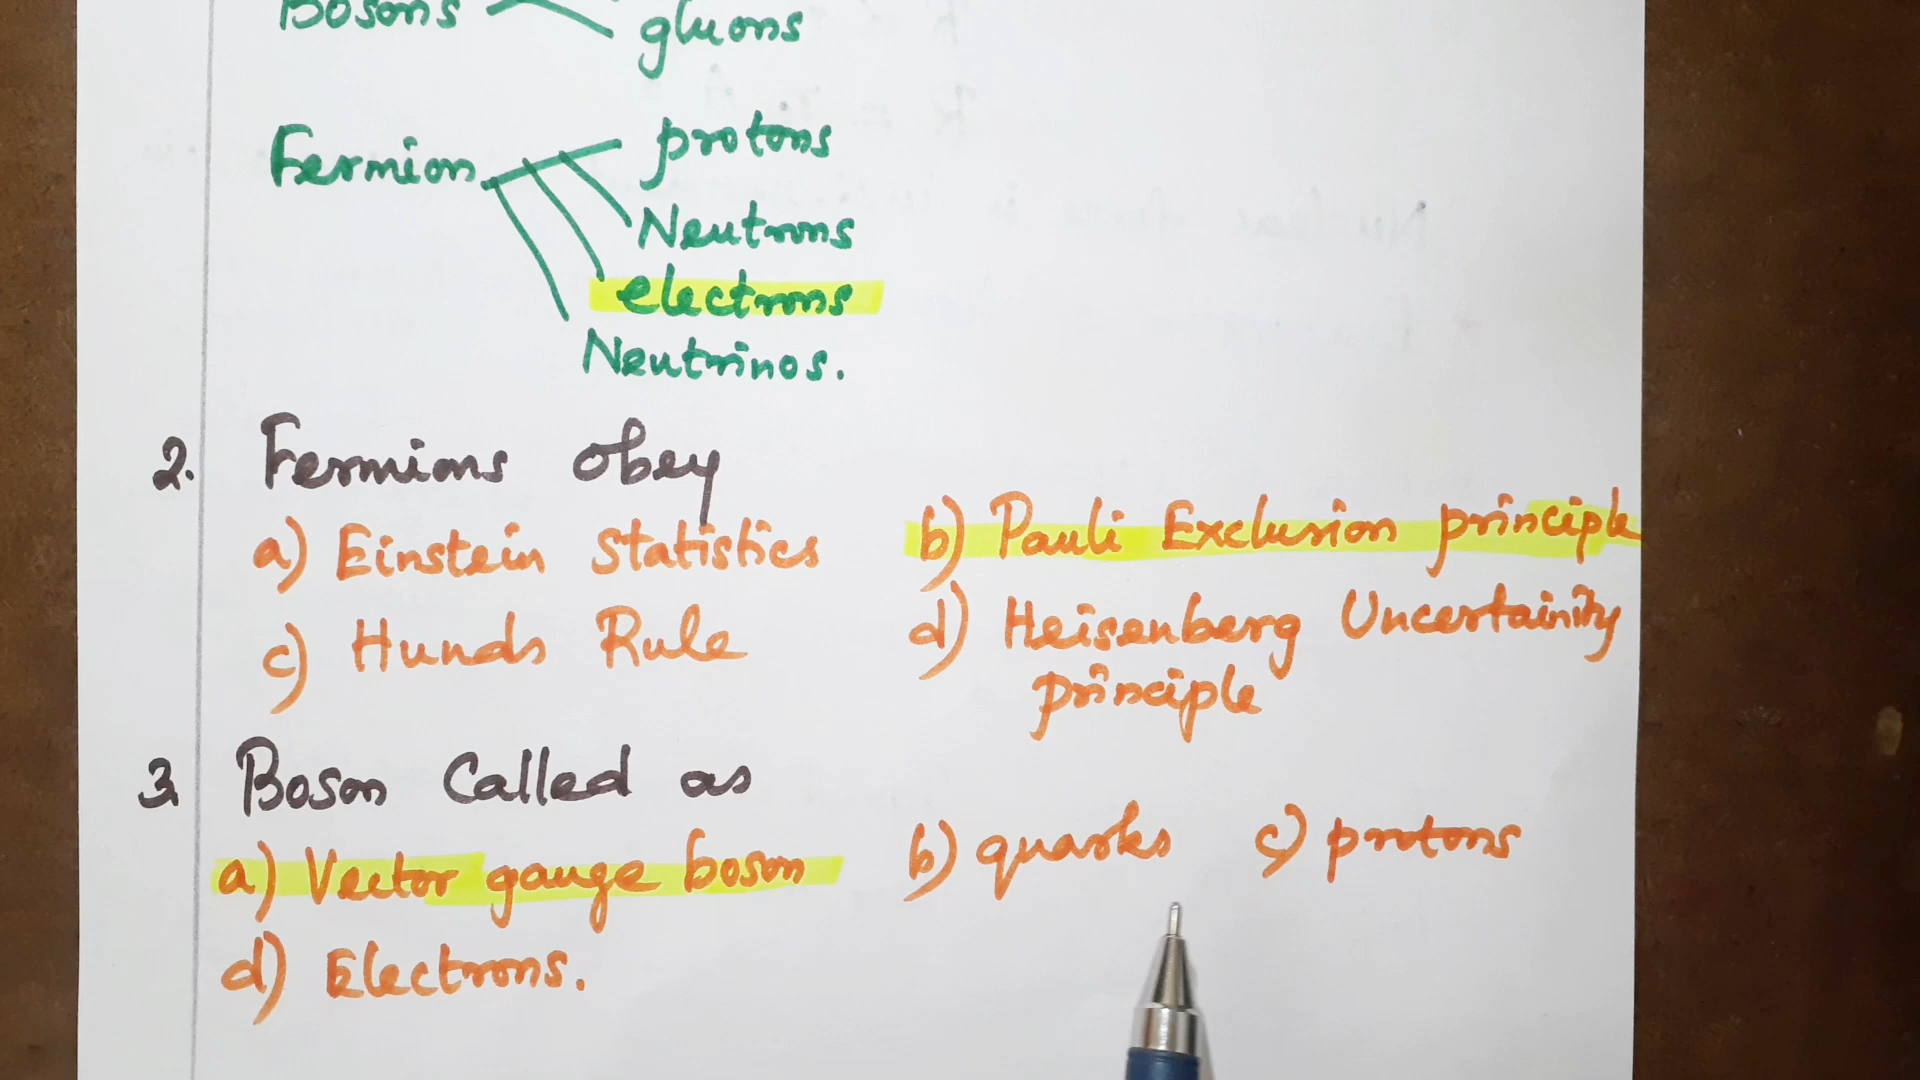 Bosons
gluons
Fermion
protons
Neutrons
electrons
Neutrinos.
2. Fermions obey
a) Einstein Statistics b) Pauli Exclusion principle
c) Hunds Rule d) Heisenberg Uncertainity
principle
3. Boson Called as
a) Vector gauge boson b) quarks c) protons
d) Electrons.